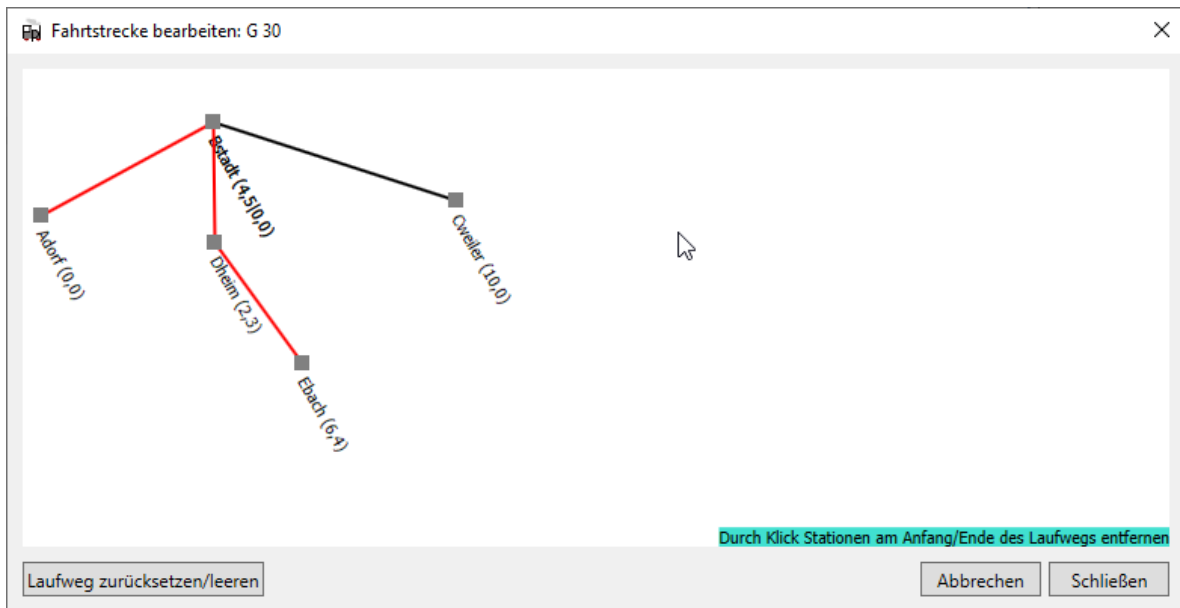 Fahrtstrecke bearbeiten: G 30
Bstadt (4,5|0,0)
Adorf (0,0)
Cweiler (10,0)
Dheim (2,3)
Ebach (6,4)
Durch Klick Stationen am Anfang/Ende des Laufwegs entfernen
Laufweg zurücksetzen/leeren
Abbrechen
Schließen